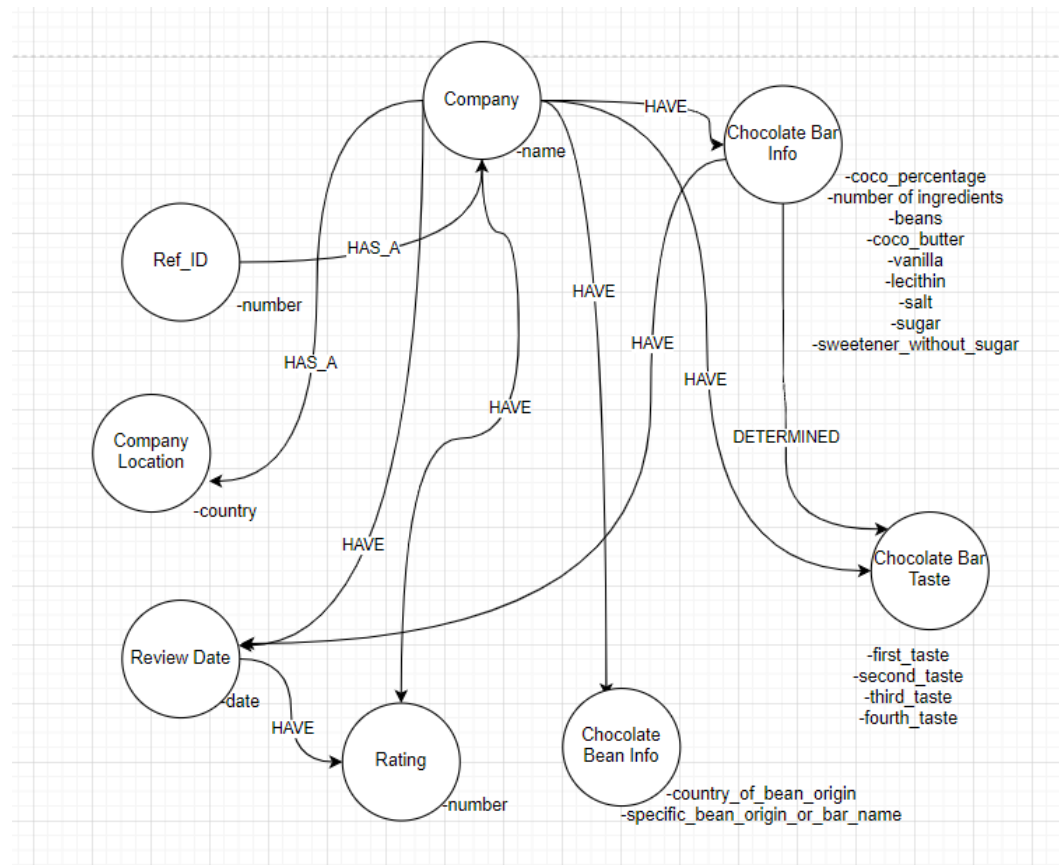 Company
-name
HAVE
Chocolate Bar
Info
-coco_percentage
-number of ingredients
-beans
-coco_butter
-vanilla
-lecithin
-salt
-sugar
-sweetener_without_sugar
Ref_ID
-number
HAS_A
HAVE
HAS_A
HAVE
HAVE
HAVE
Company
Location
-country
DETERMINED
HAVE
Chocolate Bar
Taste
-first_taste
-second_taste
-third_taste
-fourth_taste
Review Date
-date
HAVE
Rating
-number
Chocolate
Bean Info
-country_of_bean_origin
-specific_bean_origin_or_bar_name